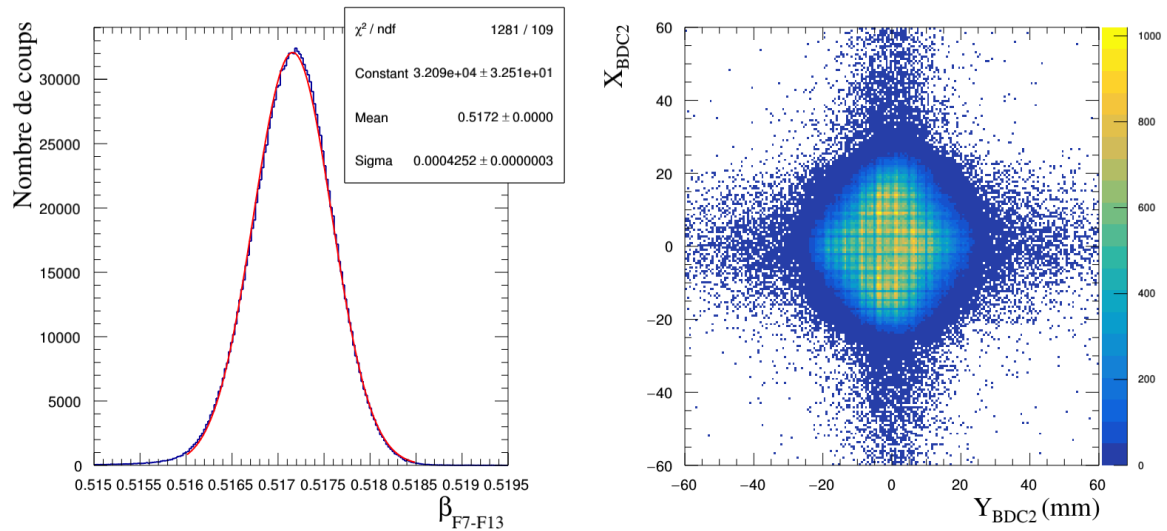 Nombre de coups
χ² / ndf 1281 / 109
Constant 3.209e+04 ± 3.251e+01
Mean 0.5172 ± 0.0000
Sigma 0.0004252 ± 0.0000003
30000
25000
20000
15000
10000
5000
0
0.515 0.5155 0.516 0.5165 0.517 0.5175 0.518 0.5185 0.519 0.5195
β F7-F13
X BDC2
60
40
20
0
−20
−40
−60
−60 −40 −20 0 20 40 60
Y BDC2 (mm)
1000
800
600
400
200
0